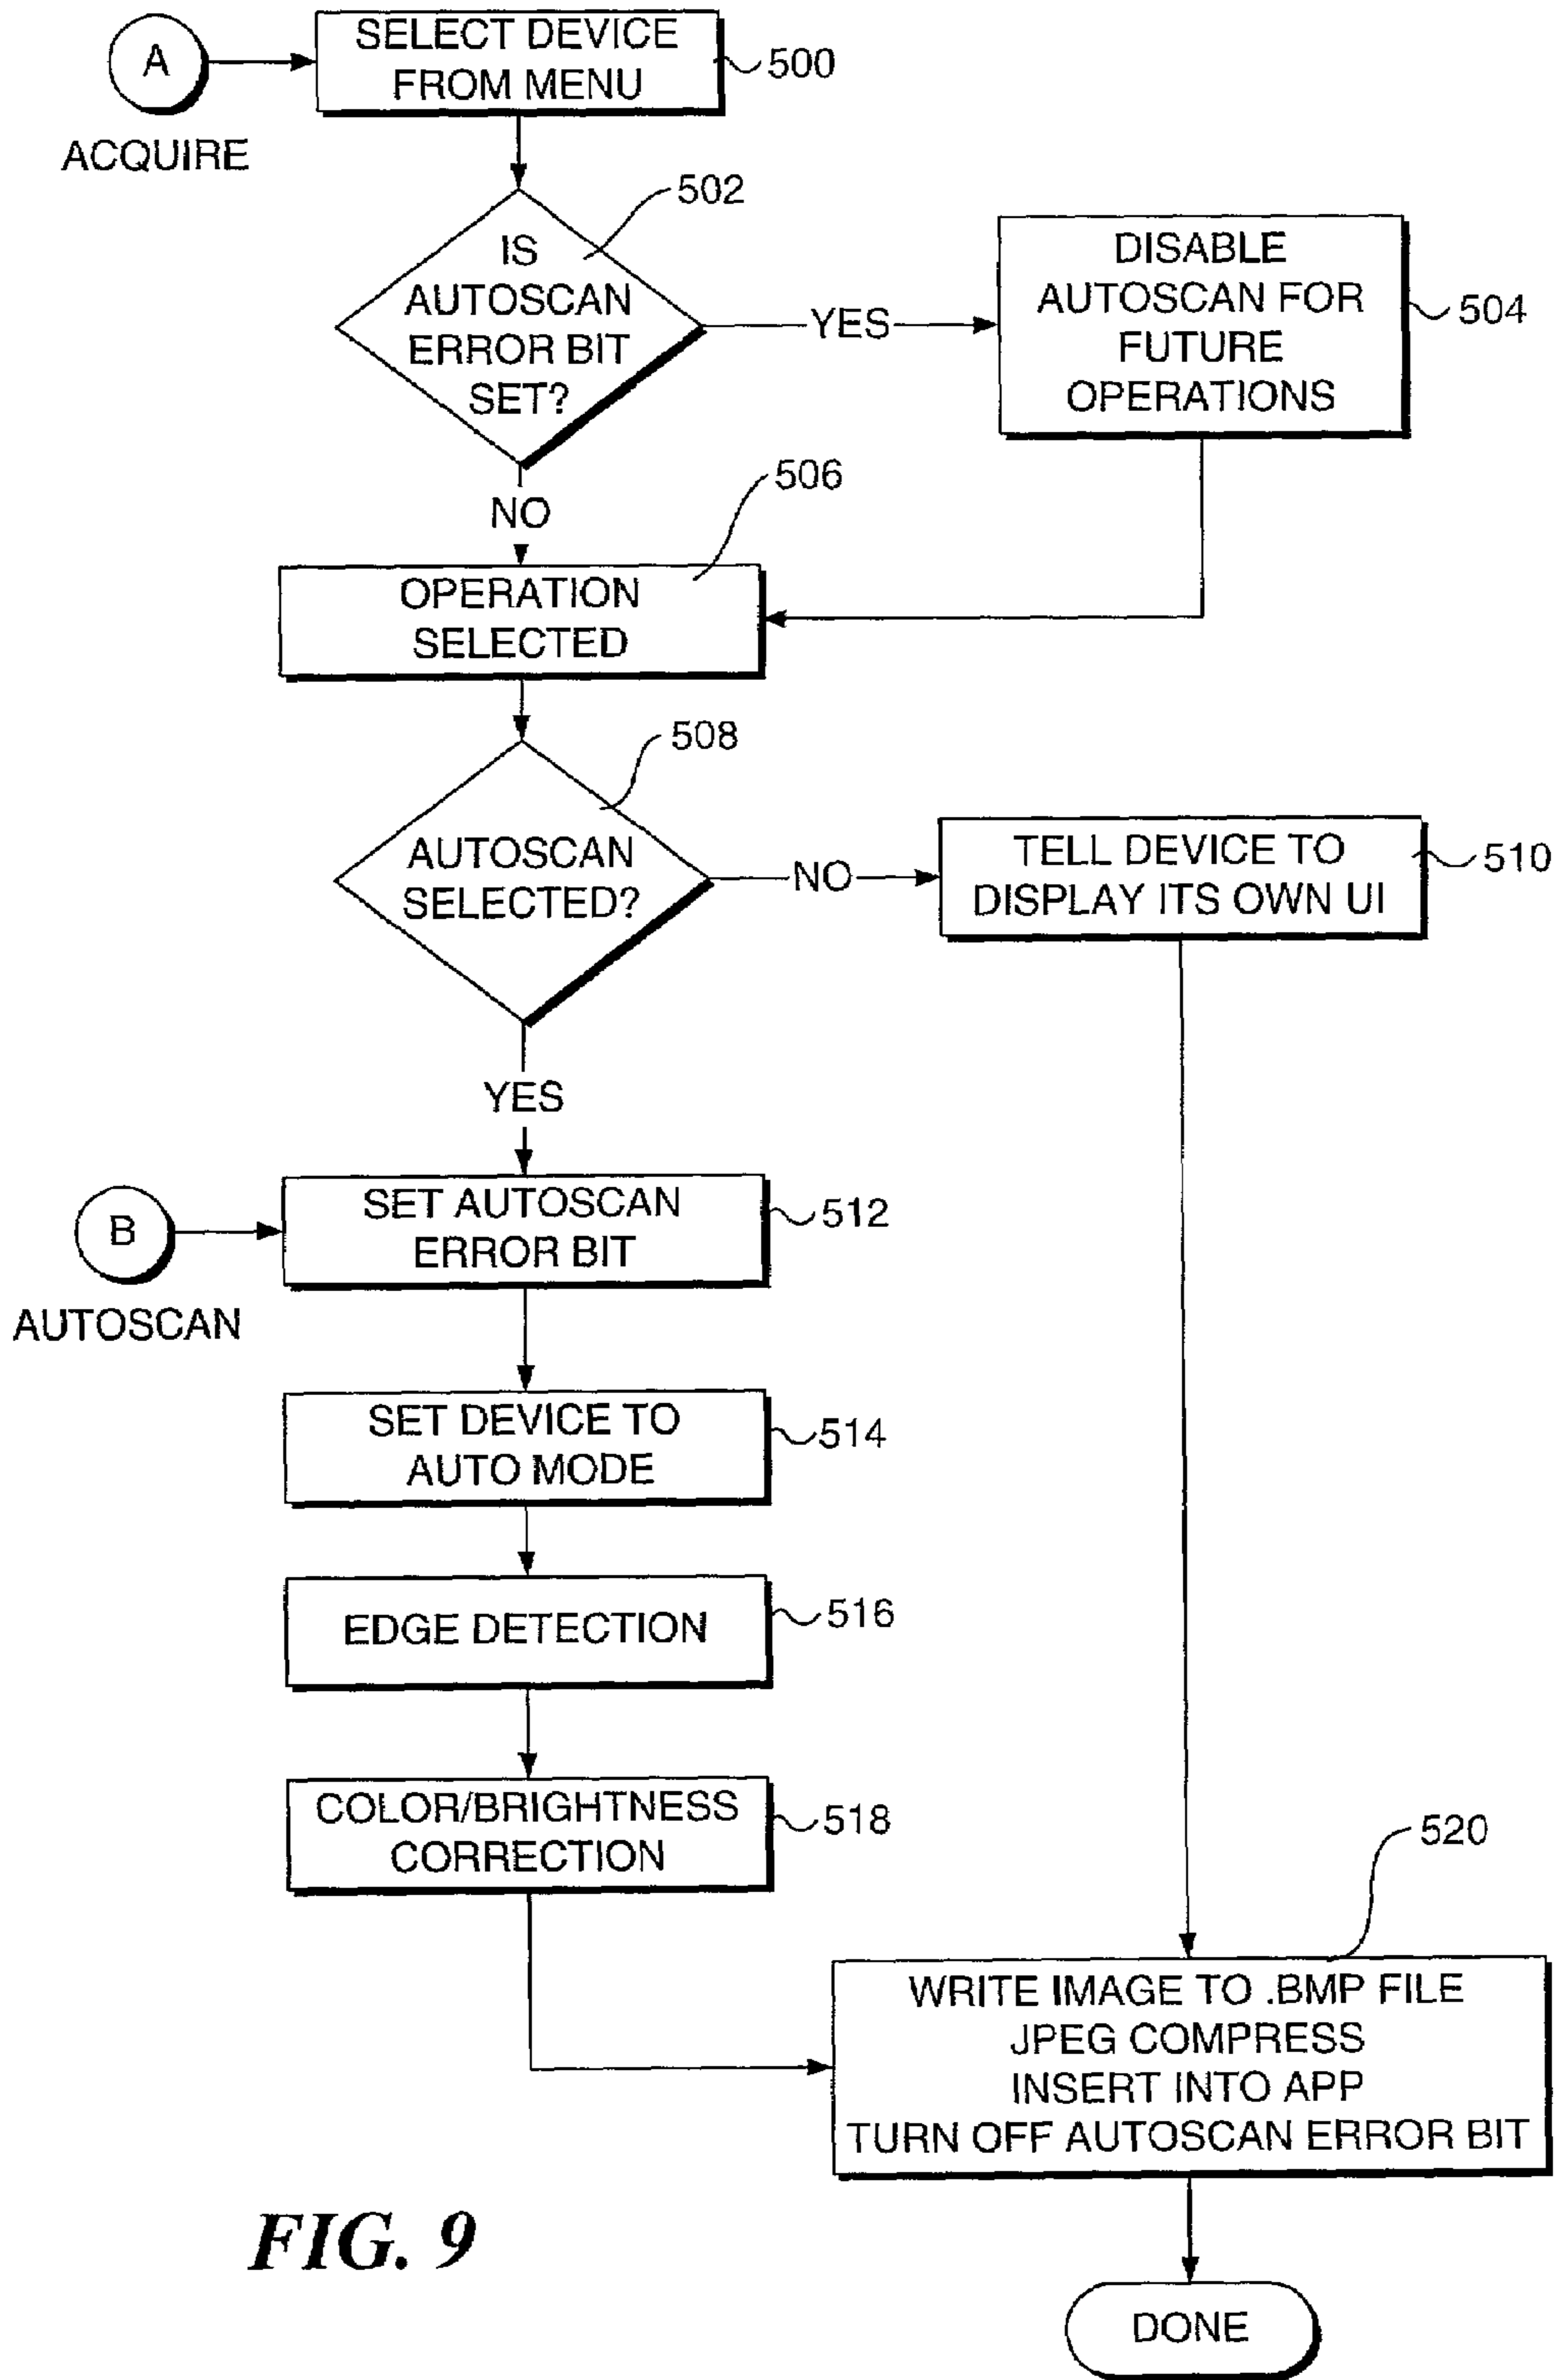 A
ACQUIRE
SELECT DEVICE
FROM MENU
500
502
IS
AUTOSCAN
ERROR BIT
SET?
YES
DISABLE
AUTOSCAN FOR
FUTURE
OPERATIONS
504
NO
506
OPERATION
SELECTED
508
AUTOSCAN
SELECTED?
NO
TELL DEVICE TO
DISPLAY ITS OWN UI
510
YES
B
AUTOSCAN
SET AUTOSCAN
ERROR BIT
512
SET DEVICE TO
AUTO MODE
514
EDGE DETECTION
516
COLOR/BRIGHTNESS
CORRECTION
518
520
WRITE IMAGE TO .BMP FILE
JPEG COMPRESS
INSERT INTO APP
TURN OFF AUTOSCAN ERROR BIT
DONE
FIG. 9